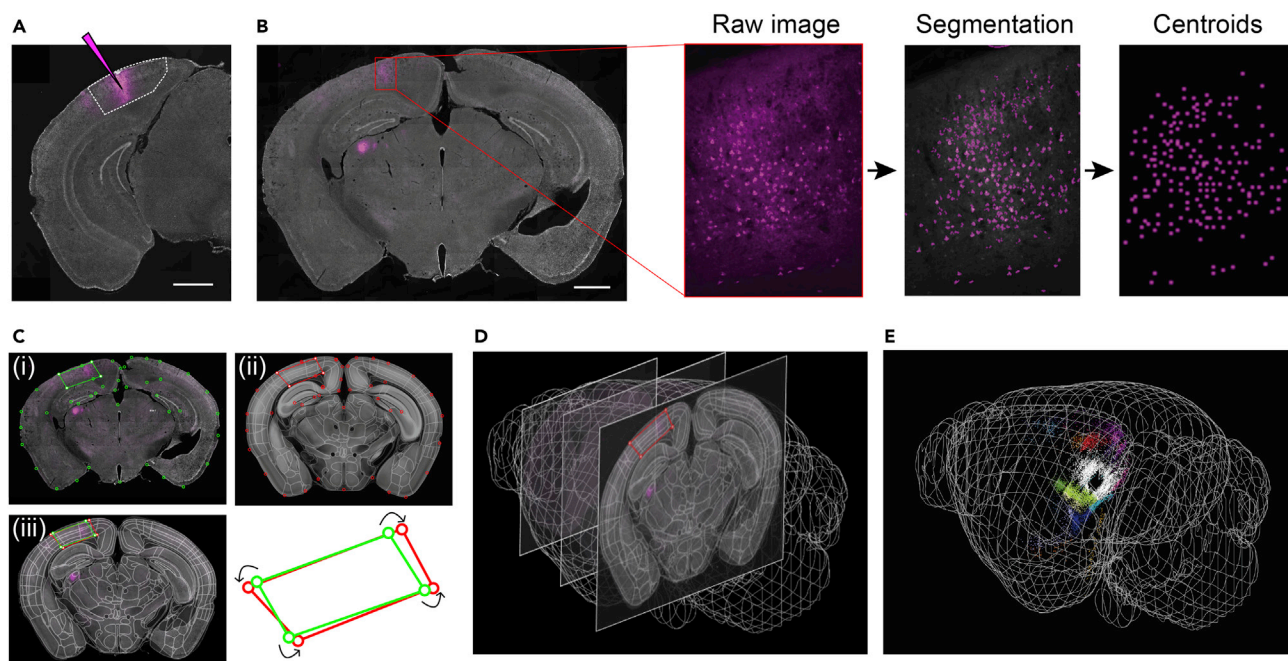 A
B
Raw image
Segmentation
Centroids
C
(i)
(ii)
D
E
(iii)